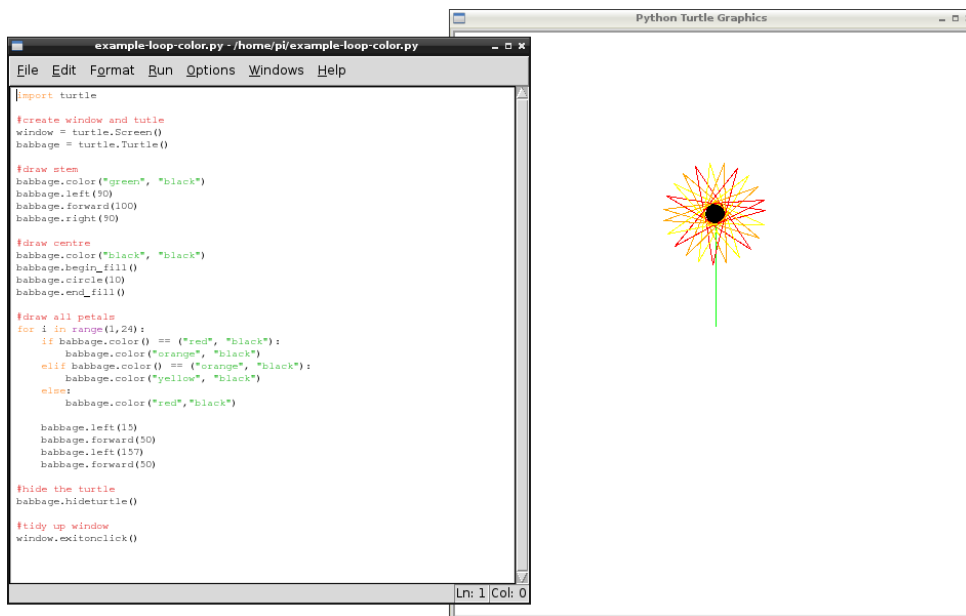 Python Turtle Graphics
example-loop-color.py - /home/pi/example-loop-color.py
File Edit Format Run Options Windows Help
import turtle
#create window and tutle
window = turtle.Screen()
babbage = turtle.Turtle()
#draw stem
babbage.color("green", "black")
babbage.left(90)
babbage.forward(100)
babbage.right(90)
#draw centre
babbage.color("black", "black")
babbage.begin_fill()
babbage.circle(10)
babbage.end_fill()
#draw all petals
for i in range(1,24):
    if babbage.color() == ("red", "black"):
        babbage.color("orange", "black")
    elif babbage.color() == ("orange", "black"):
        babbage.color("yellow", "black")
    else:
        babbage.color("red","black")
    babbage.left(15)
    babbage.forward(50)
    babbage.left(157)
    babbage.forward(50)
#hide the turtle
babbage.hideturtle()
#tidy up window
window.exitonclick()
Ln: 1 Col: 0